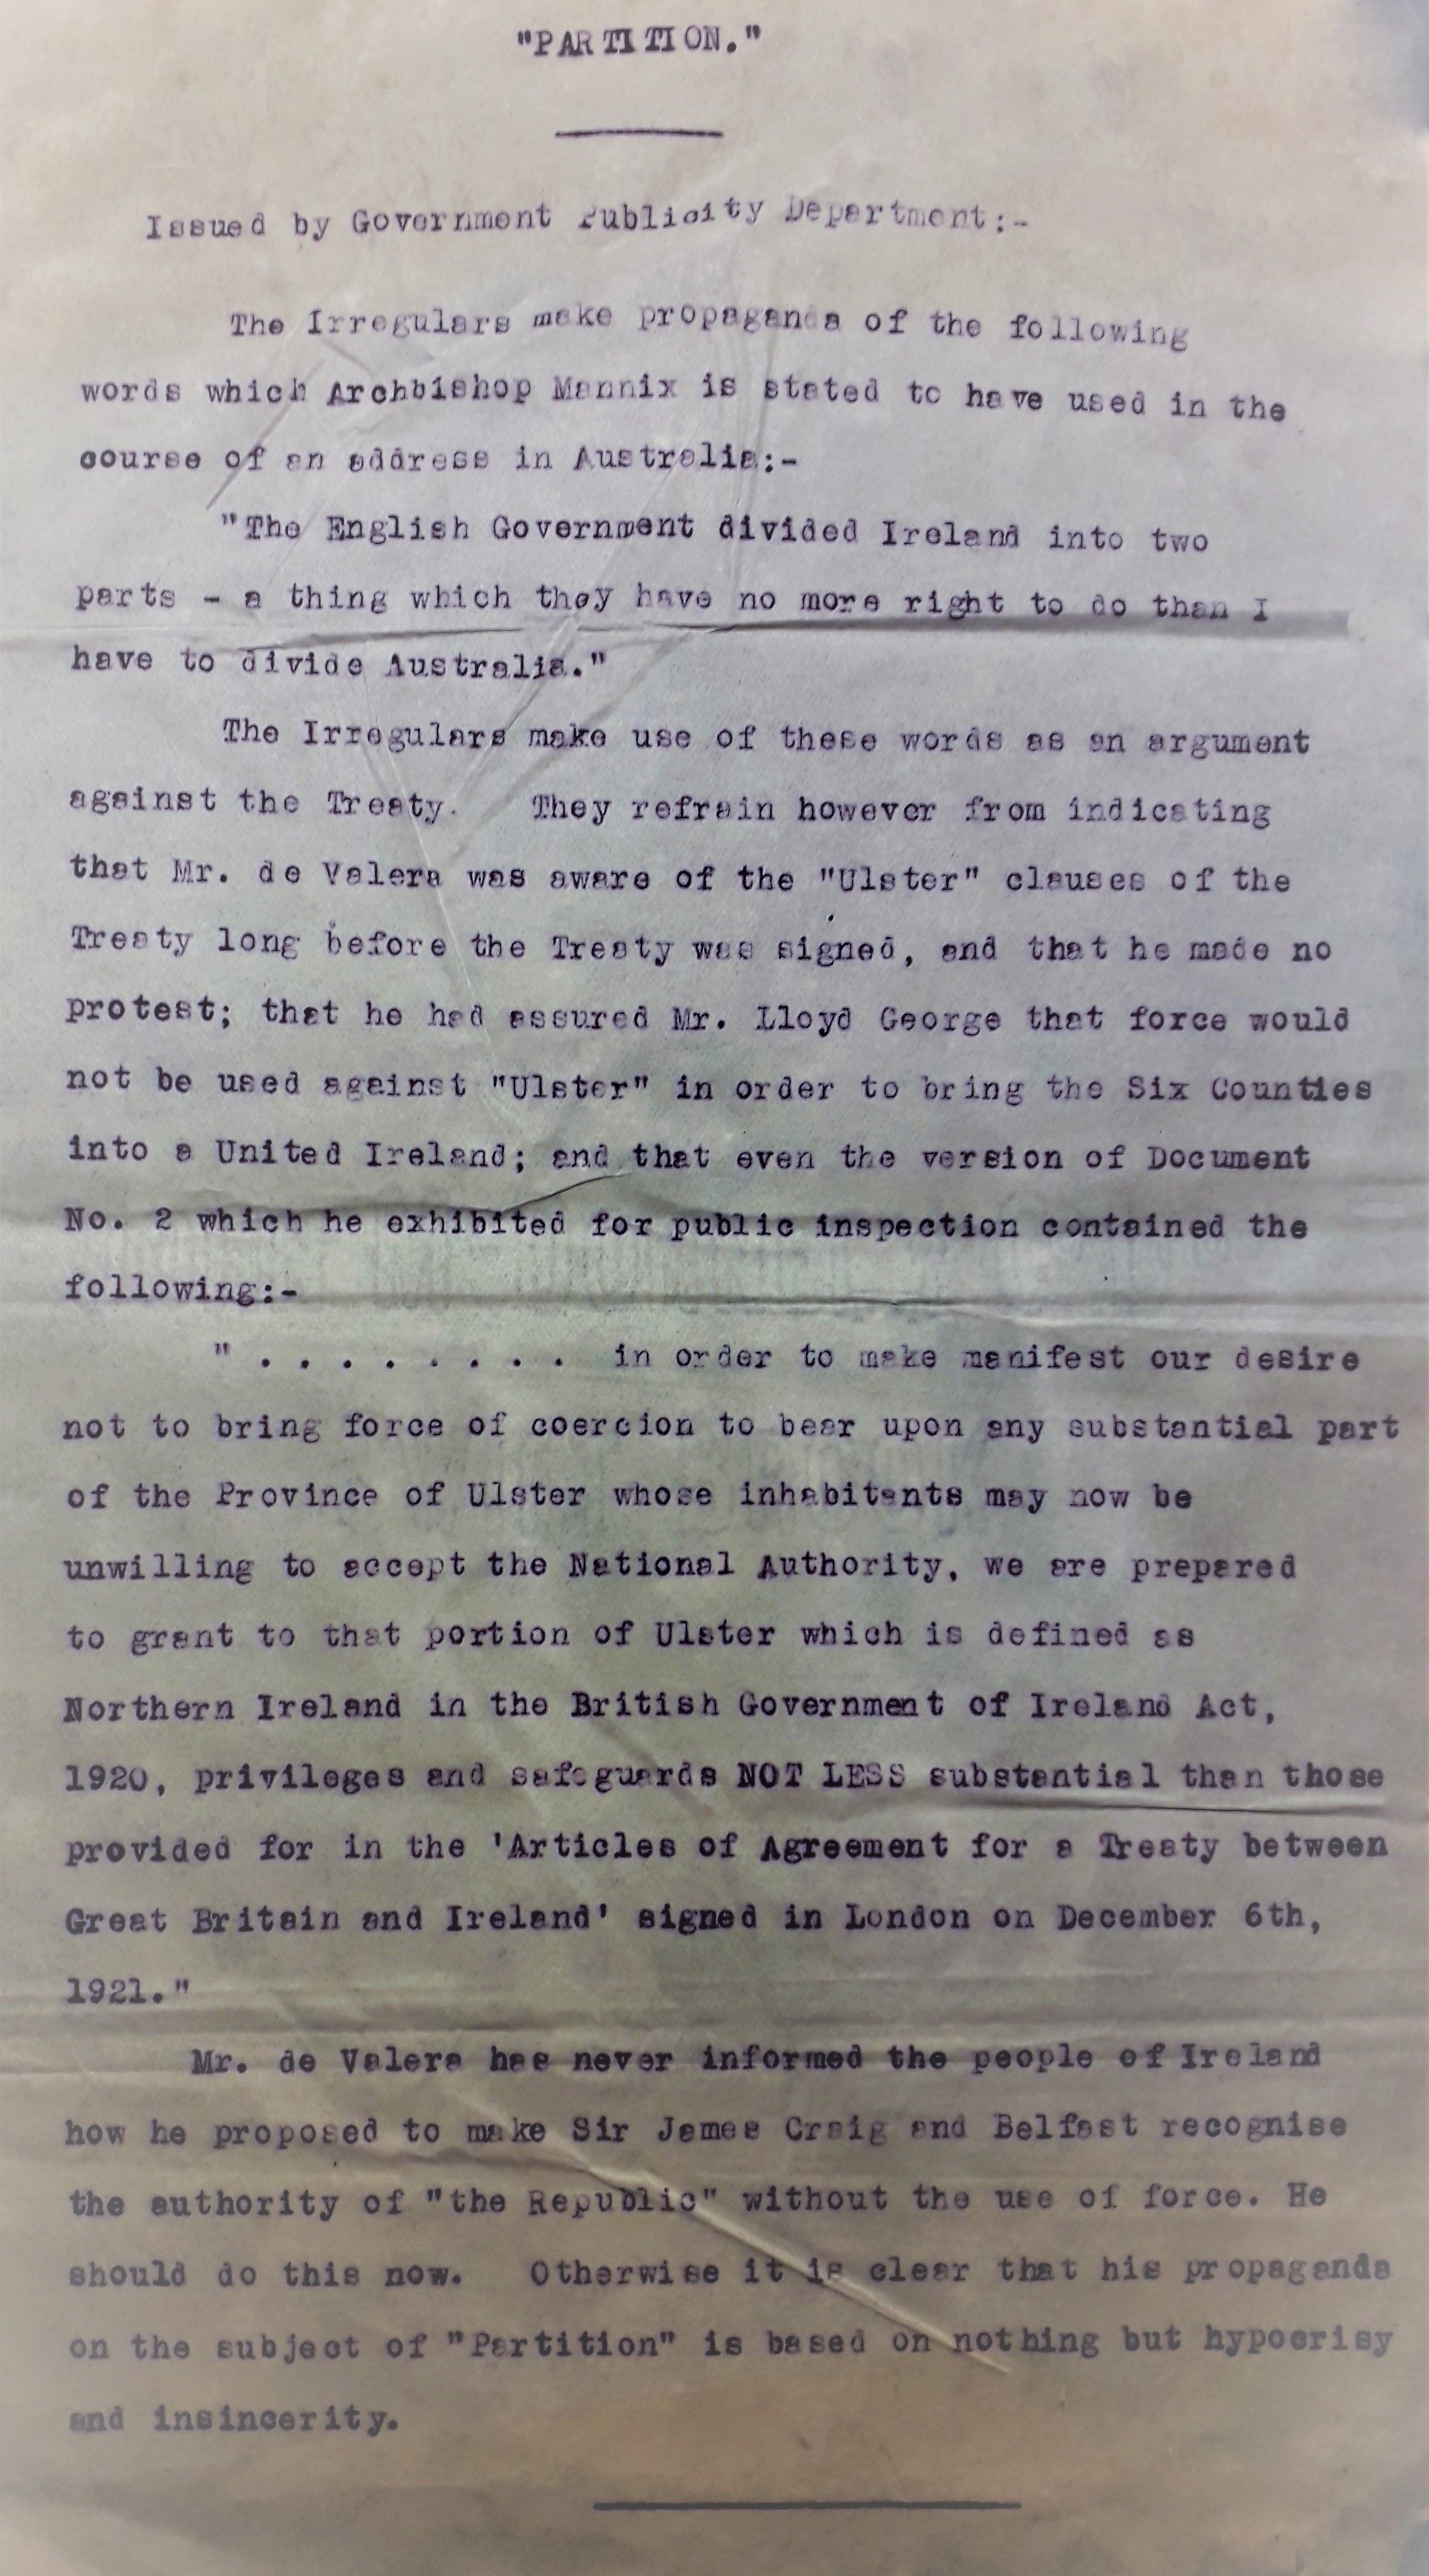 "PARTITION."
Issued by Government Publicity Department:-
The Irregulars make propaganda of the following
words which Archbishop Mannix is stated to have used in the
course of an address in Australia:-
"The English Government divided Ireland into two
parts - a thing which they have no more right to do than I
have to divide Australia."
The Irregulars make use of these words as an argument
against the Treaty. They refrain however from indicating
that Mr. de Valera was aware of the "Ulster" clauses of the
Treaty long before the Treaty was signed, and that he made no
protest; that he had assured Mr. Lloyd George that force would
not be used against "Ulster" in order to bring the Six Counties
into a United Ireland; and that even the version of Document
No. 2 which he exhibited for public inspection contained the
following:-
" . . . . . . . . in order to make manifest our desire
not to bring force of coercion to bear upon any substantial part
of the Province of Ulster whose inhabitants may now be
unwilling to accept the National Authority, we are prepared
to grant to that portion of Ulster which is defined as
Northern Ireland in the British Government of Ireland Act,
1920, privileges and safeguards NOT LESS substantial than those
provided for in the 'Articles of Agreement for a Treaty between
Great Britain and Ireland' signed in London on December 6th,
1921."
Mr. de Valera has never informed the people of Ireland
how he proposed to make Sir James Craig and Belfast recognise
the authority of "the Republic" without the use of force. He
should do this now. Otherwise it is clear that his propaganda
on the subject of "Partition" is based on nothing but hypocrisy
and insincerity.